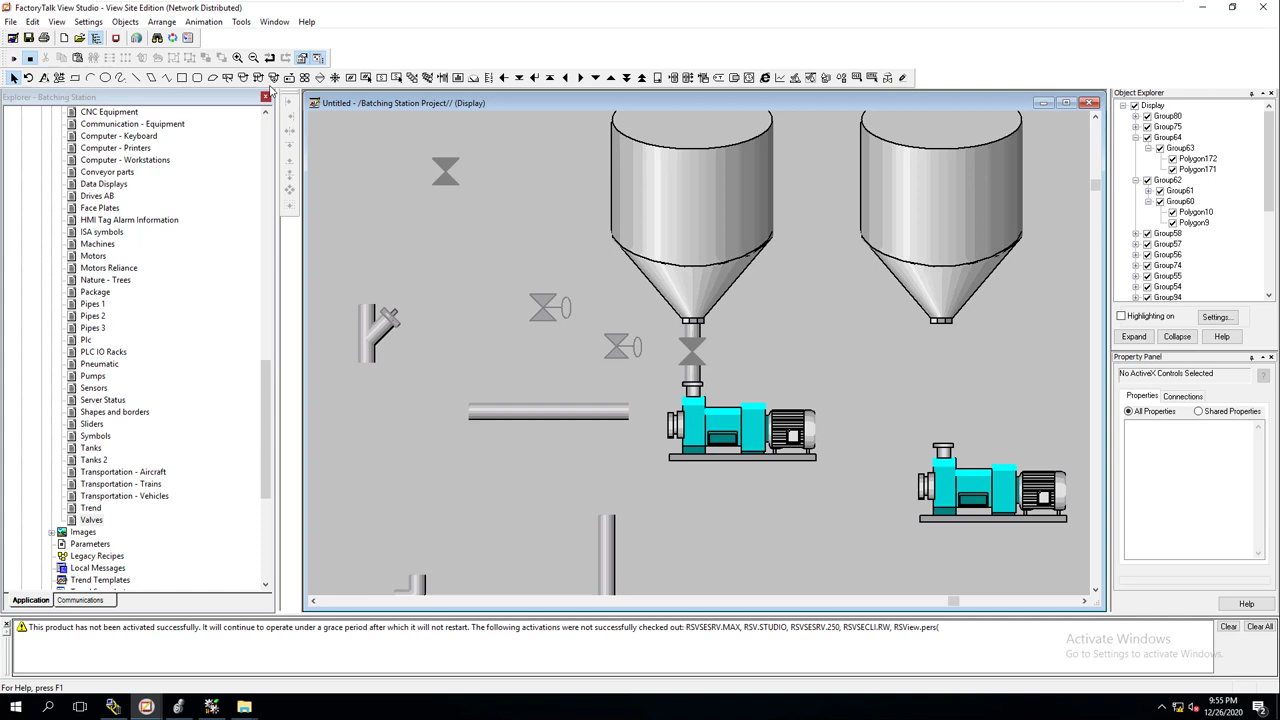 FactoryTalk View Studio - View Site Edition (Network Distributed)
File Edit View Settings Objects Arrange Animation Tools Window Help
Explorer - Batching Station
CNC Equipment
Communication - Equipment
Computer - Keyboard
Computer - Printers
Computer - Workstations
Conveyor parts
Data Displays
Drives AB
Face Plates
HMI Tag Alarm Information
ISA symbols
Machines
Motors
Motors Reliance
Nature - Trees
Package
Pipes 1
Pipes 2
Pipes 3
Plc
PLC IO Racks
Pneumatic
Pumps
Sensors
Server Status
Shapes and borders
Sliders
Symbols
Tanks
Tanks 2
Transportation - Aircraft
Transportation - Trains
Transportation - Vehicles
Trend
Valves
Images
Parameters
Legacy Recipes
Local Messages
Trend Templates
Application Communications
Untitled - /Batching Station Project// (Display)
Object Explorer
Display
Group80
Group75
Group64
Group63
Polygon172
Polygon171
Group62
Group61
Group60
Polygon10
Polygon9
Group58
Group57
Group56
Group74
Group55
Group54
Group94
Highlighting on Settings...
Expand Collapse Help
Property Panel
No ActiveX Controls Selected ?
Properties Connections
All Properties Shared Properties
Help
This product has not been activated successfully. It will continue to operate under a grace period after which it will not restart. The following activations were not successfully checked out: RSVSESRV.MAX, RSV.STUDIO, RSVSESRV.250, RSVSECLI.RW, RSView.pers(
Clear Clear All
Activate Windows
Go to Settings to activate Windows.
For Help, press F1
9:55 PM
12/26/2020
2